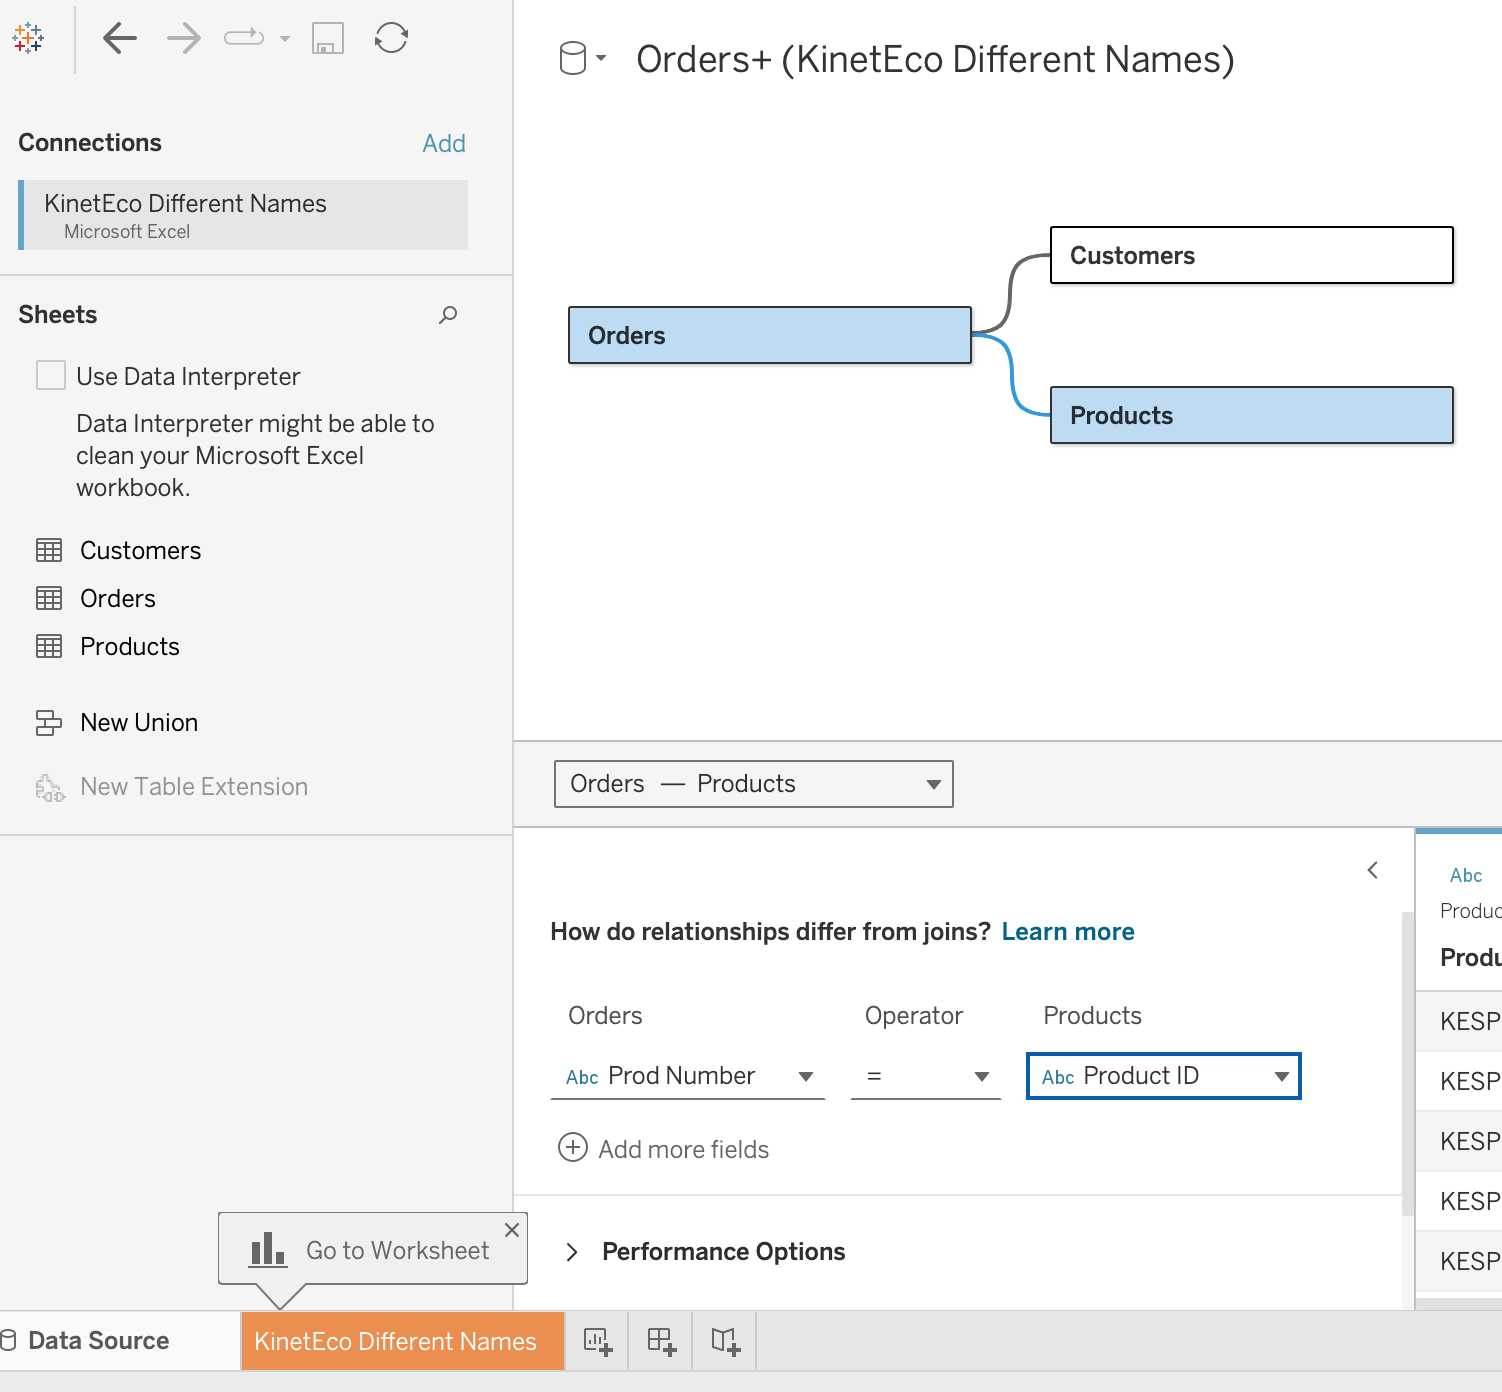 Orders+ (KinetEco Different Names)
Connections
Add
KinetEco Different Names
Microsoft Excel
Sheets
Use Data Interpreter
Data Interpreter might be able to
clean your Microsoft Excel
workbook.
Customers
Orders
Products
New Union
New Table Extension
Orders
Customers
Products
Orders — Products
How do relationships differ from joins? Learn more
Orders
Operator
Products
Abc Prod Number
=
Abc Product ID
Add more fields
Performance Options
Abc
Produc
Produ
KESP
KESP
KESP
KESP
KESP
Go to Worksheet
Data Source
KinetEco Different Names